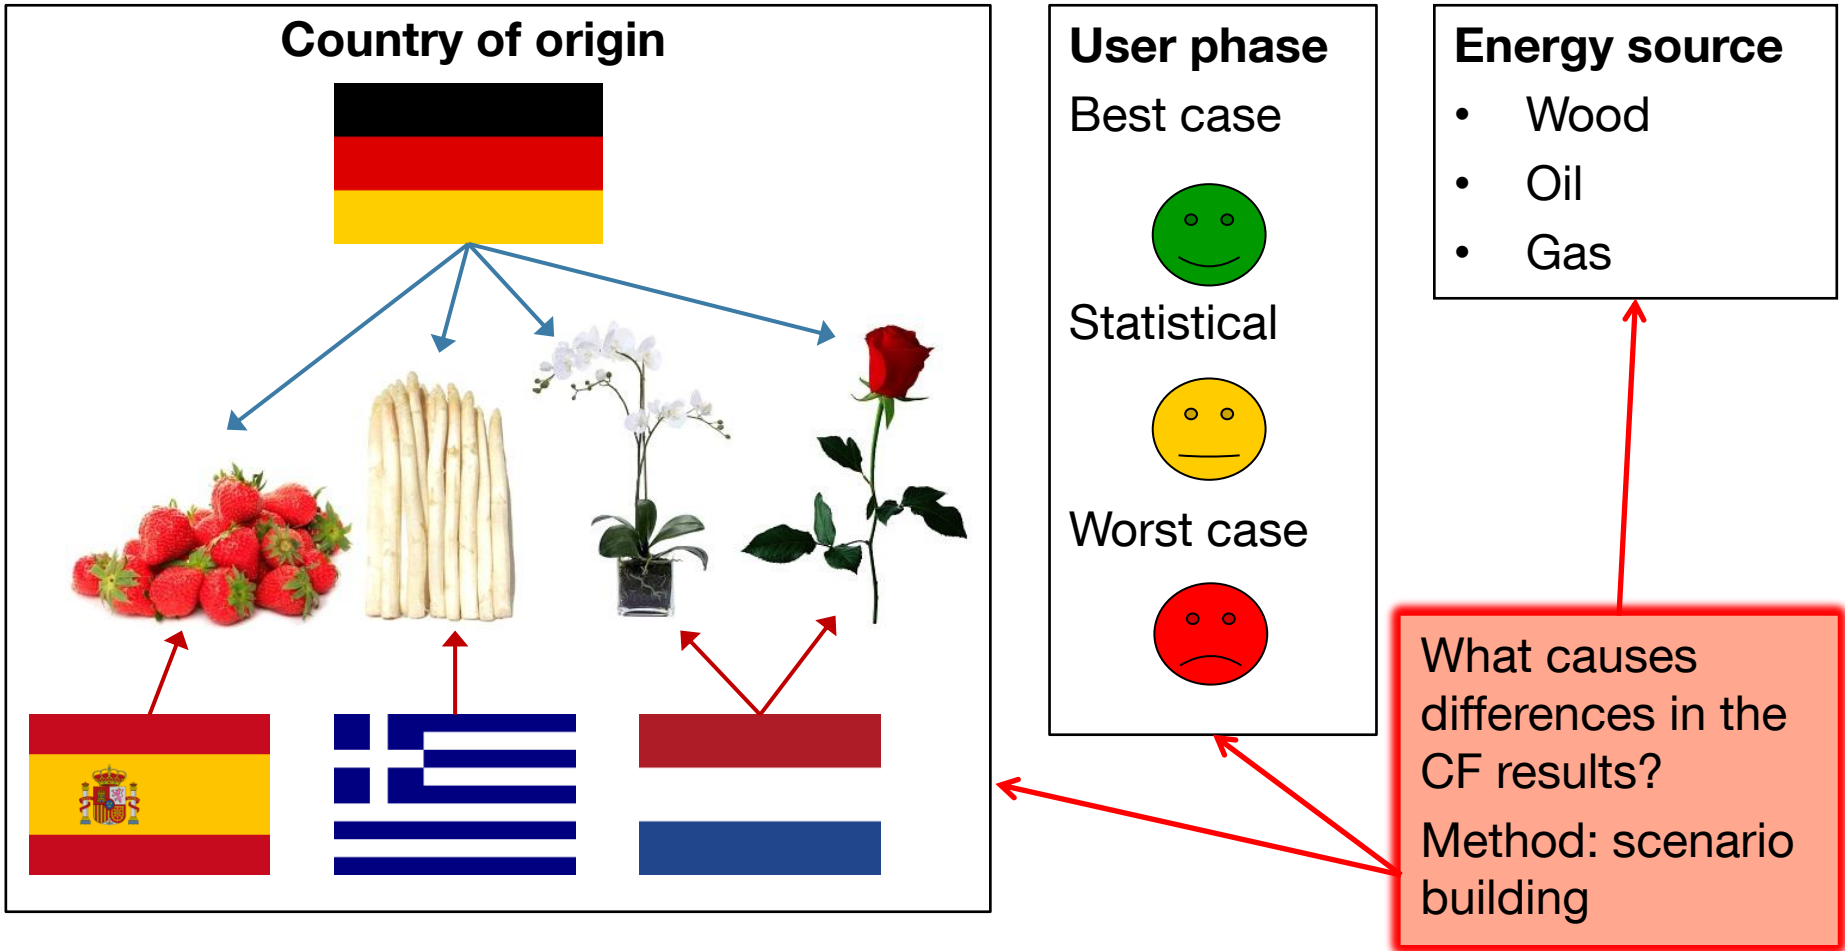 Country of origin
User phase
Best case
Statistical
Worst case
Energy source
• Wood
• Oil
• Gas
What causes
differences in the
CF results?
Method: scenario
building